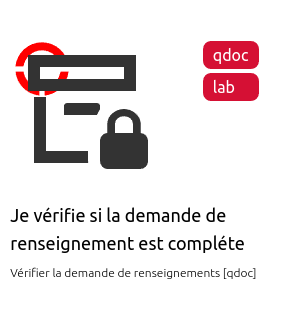 qdoc
lab
Je vérifie si la demande de
renseignement est compléte
Vérifier la demande de renseignements [qdoc]